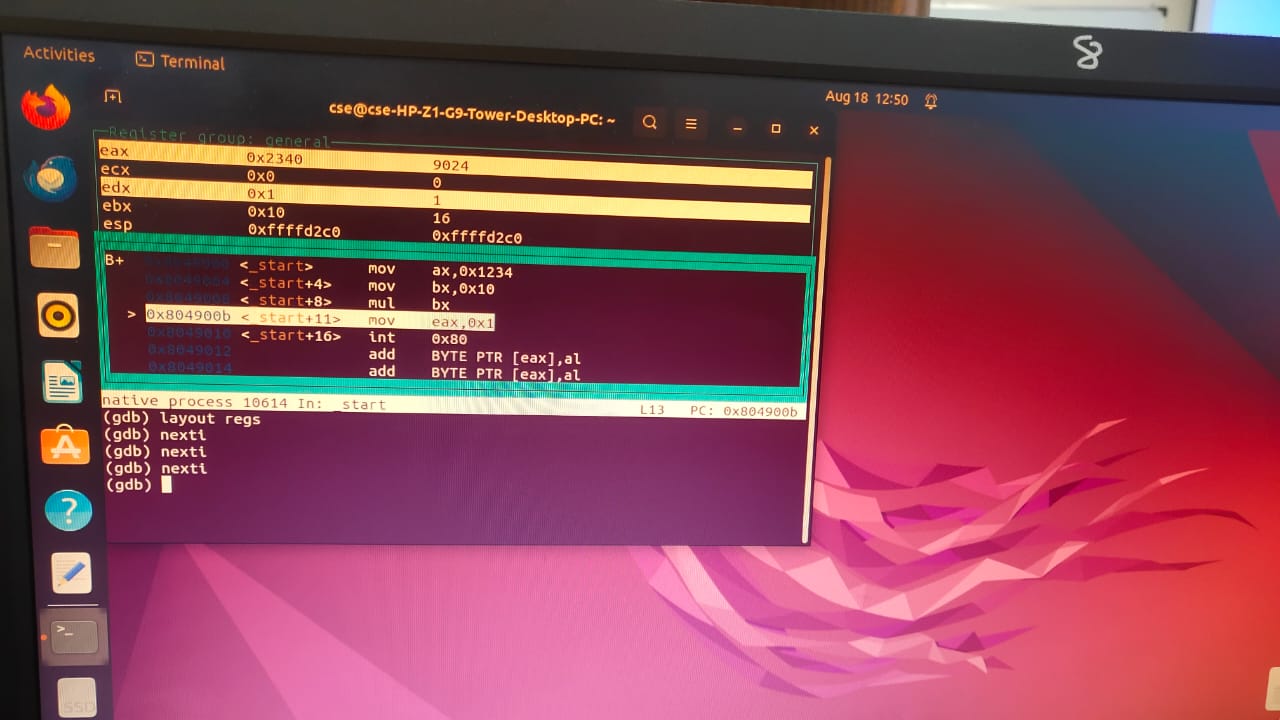 Activities
Terminal
Aug 18 12:50
cse@cse-HP-Z1-G9-Tower-Desktop-PC: ~
Register group: general
eax 0x2340 9024
ecx 0x0 0
edx 0x1 1
ebx 0x10 16
esp 0xffffd2c0 0xffffd2c0
B+ 0x8049000 <_start> mov ax,0x1234
0x8049004 <_start+4> mov bx,0x10
0x8049008 <_start+8> mul bx
> 0x804900b <_start+11> mov eax,0x1
0x8049010 <_start+16> int 0x80
0x8049012 add BYTE PTR [eax],al
0x8049014 add BYTE PTR [eax],al
native process 10614 In: _start L13 PC: 0x804900b
(gdb) layout regs
(gdb) nexti
(gdb) nexti
(gdb) nexti
(gdb)
SSD